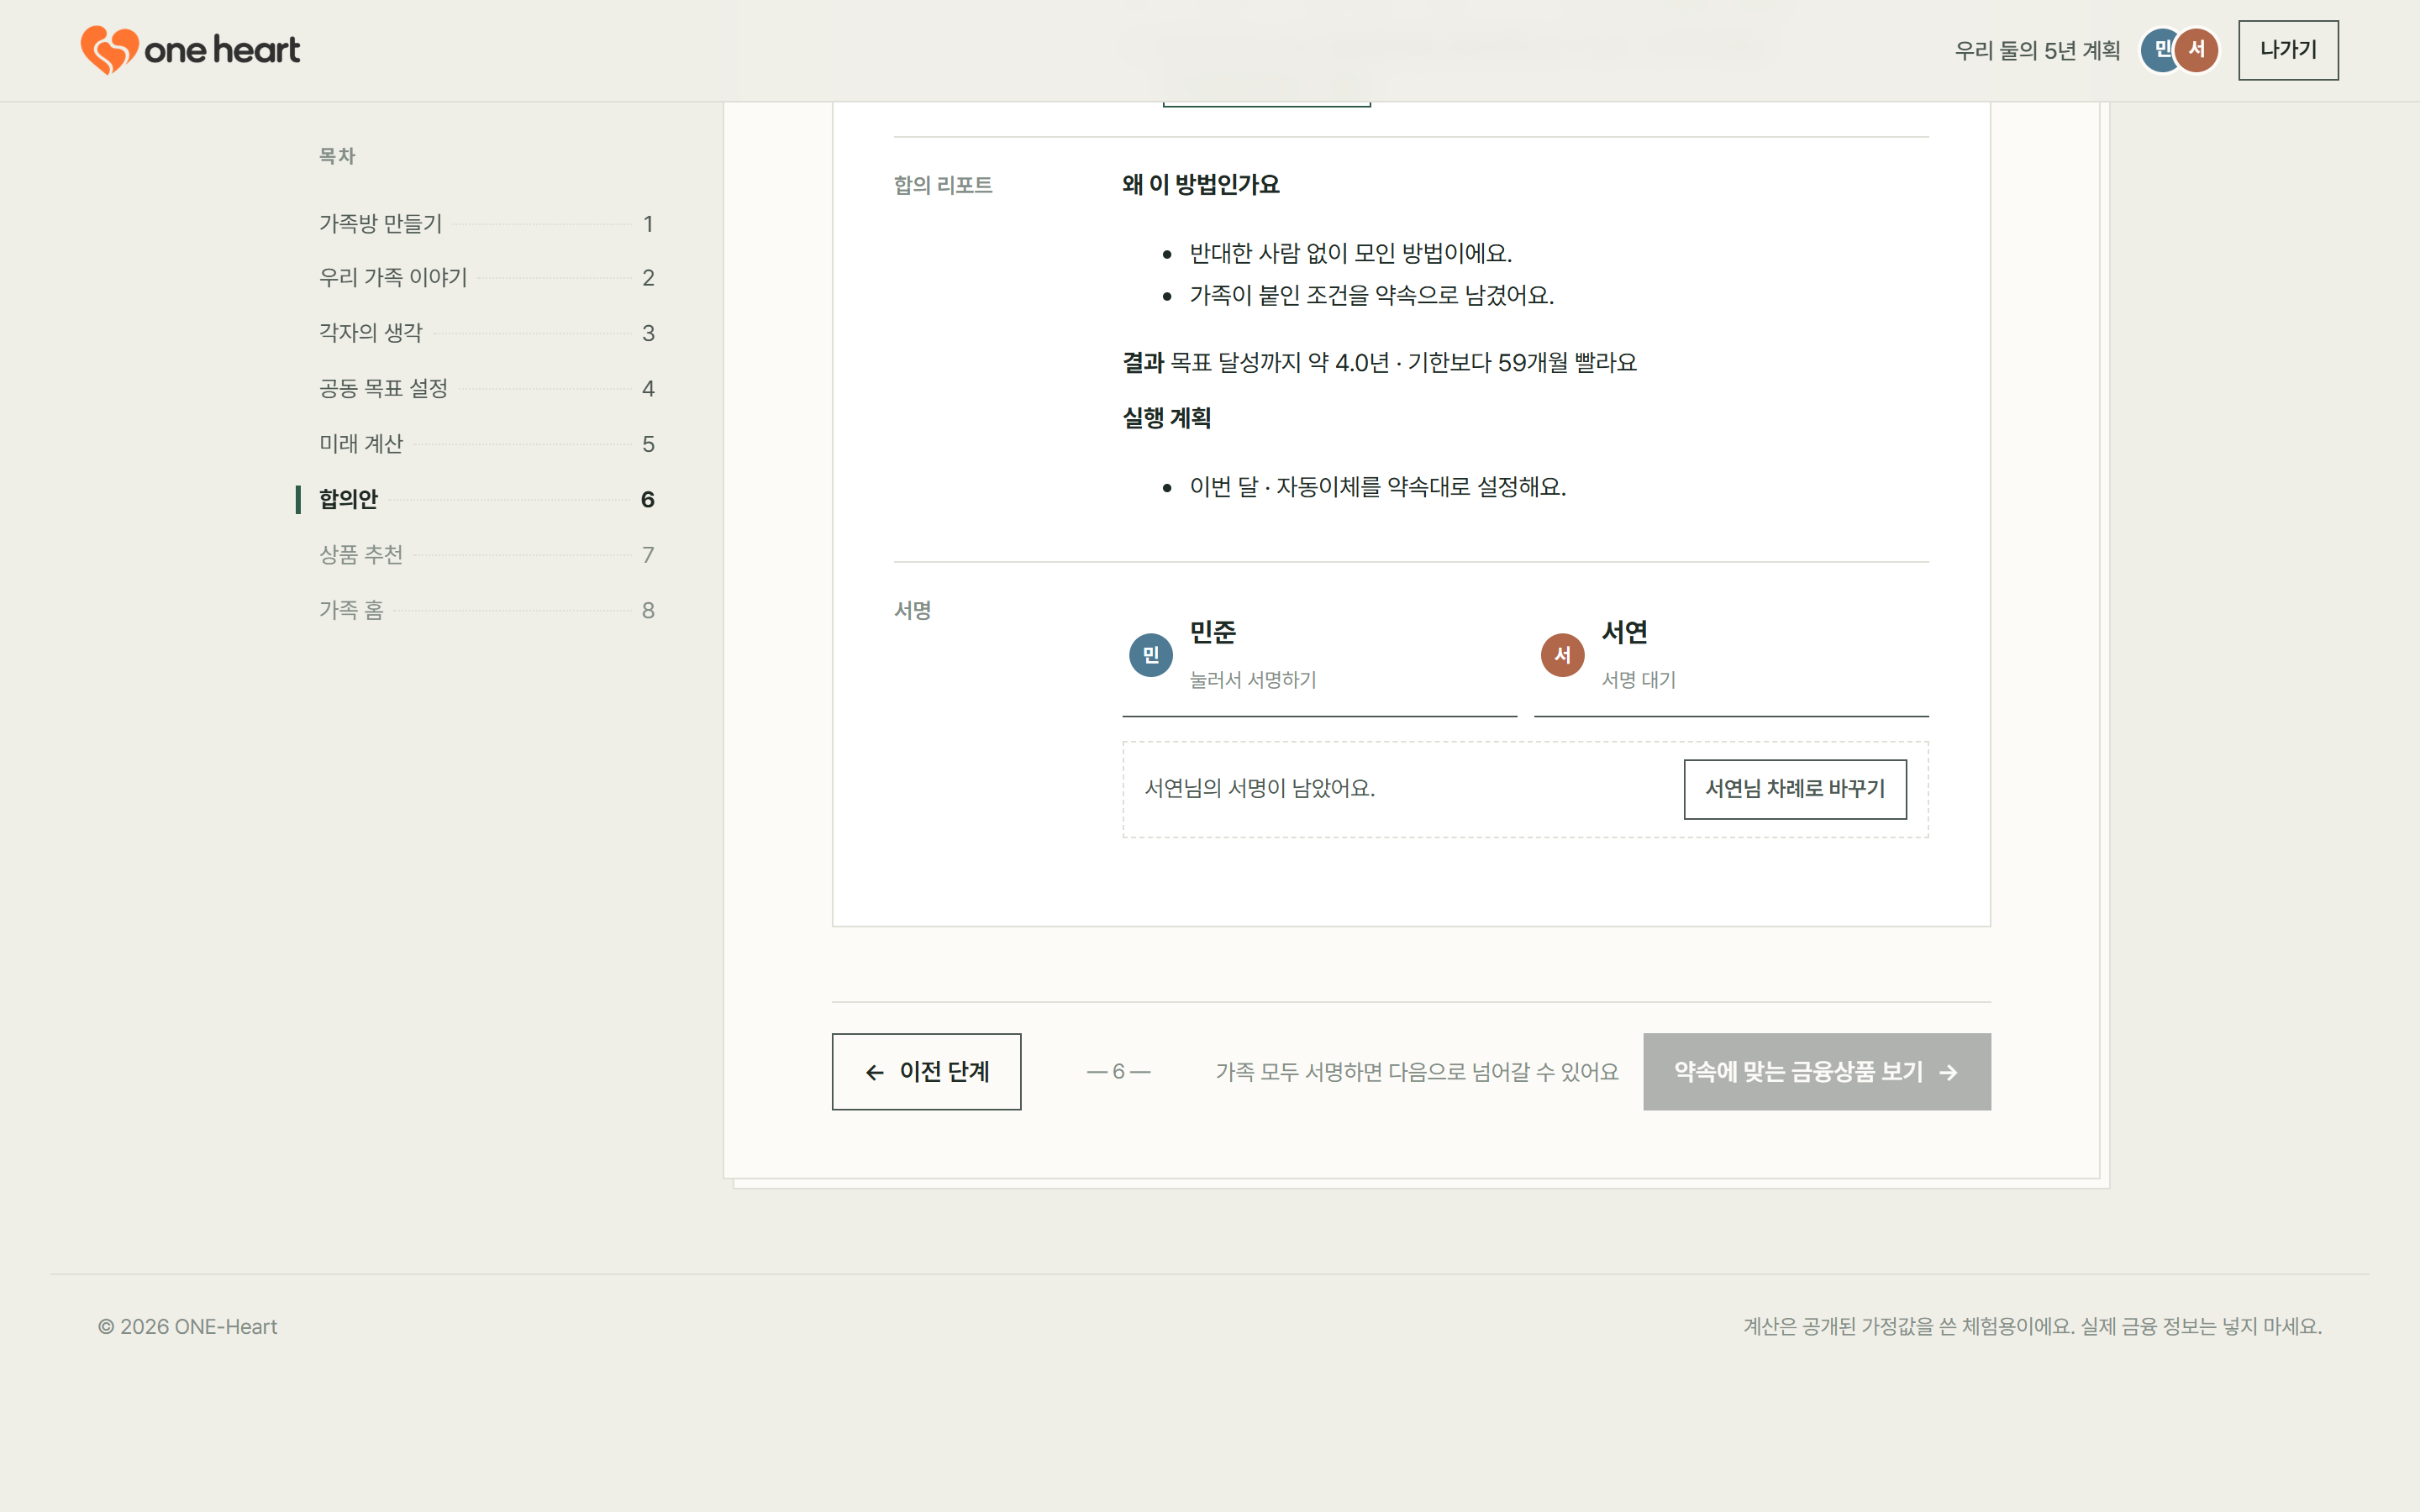 one heart
우리 둘의 5년 계획
민
서
나가기
목차
가족방 만들기 1
우리 가족 이야기 2
각자의 생각 3
공동 목표 설정 4
미래 계산 5
합의안 6
상품 추천 7
가족 홈 8
합의 리포트
왜 이 방법인가요
• 반대한 사람 없이 모인 방법이에요.
• 가족이 붙인 조건을 약속으로 남겼어요.
결과 목표 달성까지 약 4.0년 · 기한보다 59개월 빨라요
실행 계획
• 이번 달 · 자동이체를 약속대로 설정해요.
서명
민
민준
눌러서 서명하기
서
서연
서명 대기
서연님의 서명이 남았어요.
서연님 차례로 바꾸기
← 이전 단계
— 6 —
가족 모두 서명하면 다음으로 넘어갈 수 있어요
약속에 맞는 금융상품 보기 →
© 2026 ONE-Heart
계산은 공개된 가정값을 쓴 체험용이에요. 실제 금융 정보는 넣지 마세요.